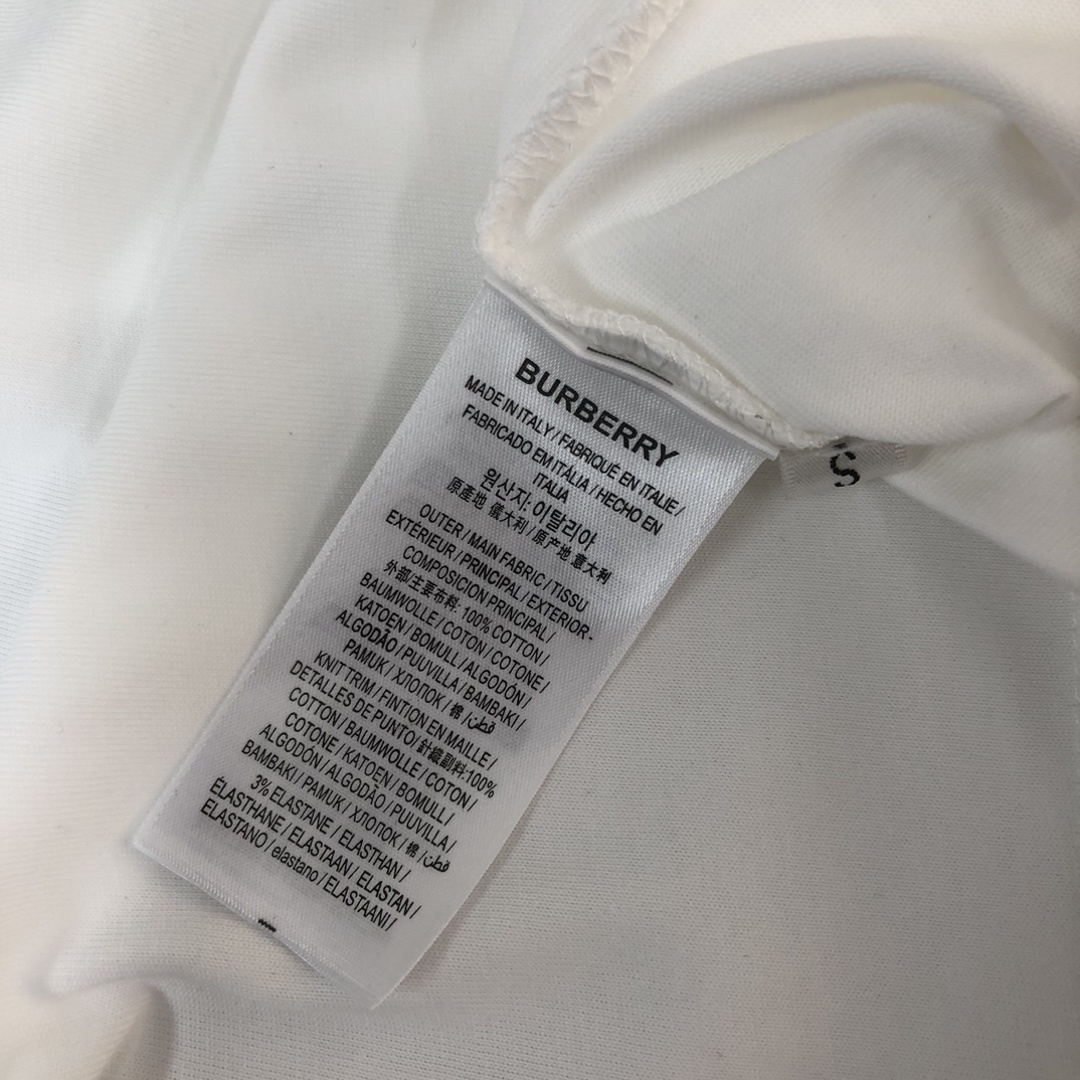 BURBERRY
MADE IN ITALY / FABRIQUÉ EN ITALIE /
FABRICADO EM ITÁLIA / HECHO EN
ITALIA
원산지: 이탈리아
原產地 儀大利 / 原产地 意大利
OUTER / MAIN FABRIC / TISSU
EXTÉRIEUR / PRINCIPAL / EXTERIOR-
COMPOSICION PRINCIPAL /
外部/主要布料: 100% COTTON /
BAUMWOLLE / COTON / COTONE /
KATOEN / BOMULL / ALGODÓN /
ALGODÃO / PUUVILLA / BAMBAKI /
PAMUK / ХЛОПОК / 棉 / قطن
KNIT TRIM / FINTION EN MAILLE /
DETALLES DE PUNTO/ 針織副料:100%
COTTON / BAUMWOLLE / COTON /
COTONE / KATOEN / BOMULL /
ALGODÓN / ALGODÃO / PUUVILLA /
BAMBAKI / PAMUK / ХЛОПОК / 棉 / قطن
3% ELASTANE / ELASTHAN /
ÉLASTHANE / ELASTAAN / ELASTAN /
ELASTANO / elastano / ELASTAANI /
S